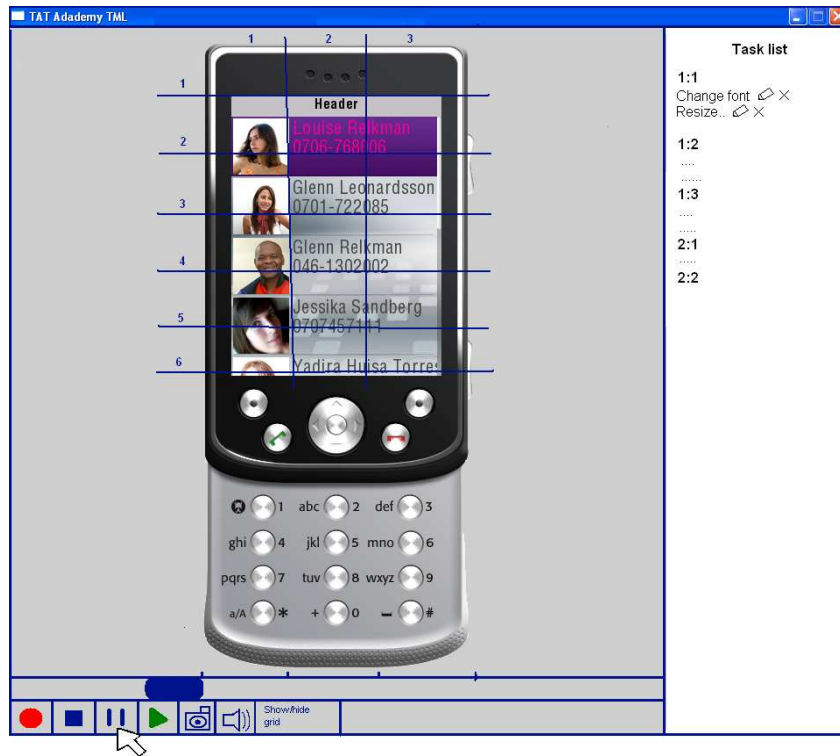 TAT Adademy TML
1 2 3
1
Header
2
Louise Relkman
0706-768006
3
Glenn Leonardsson
0701-722085
4
Glenn Relkman
046-1302002
5
Jessika Sandberg
0707457111
6
Yadira Huisa Torres
1 abc 2 def 3
ghi 4 jkl 5 mno 6
pqrs 7 tuv 8 wxyz 9
a/A * + 0 #
Show/hide
grid
Task list
1:1
Change font
Resize..
1:2
....
......
1:3
....
.....
2:1
.....
2:2